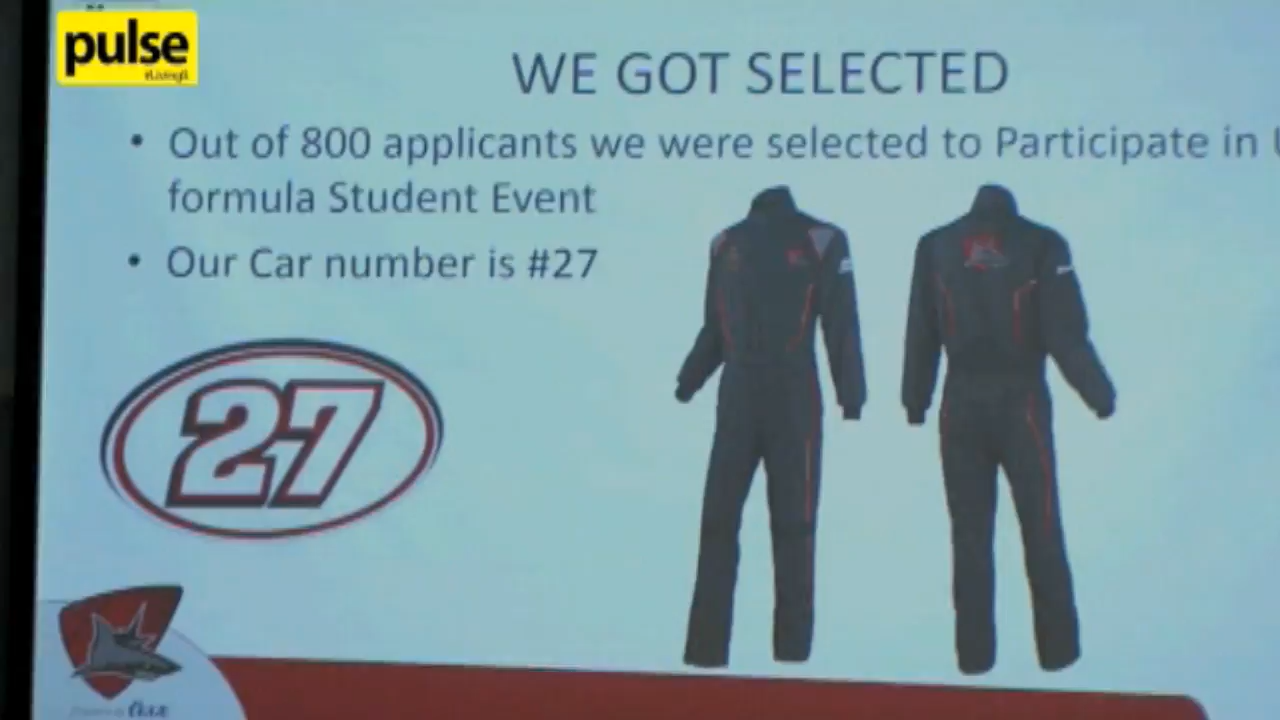 pulse
WE GOT SELECTED
• Out of 800 applicants we were selected to Participate in
formula Student Event
• Our Car number is #27
27